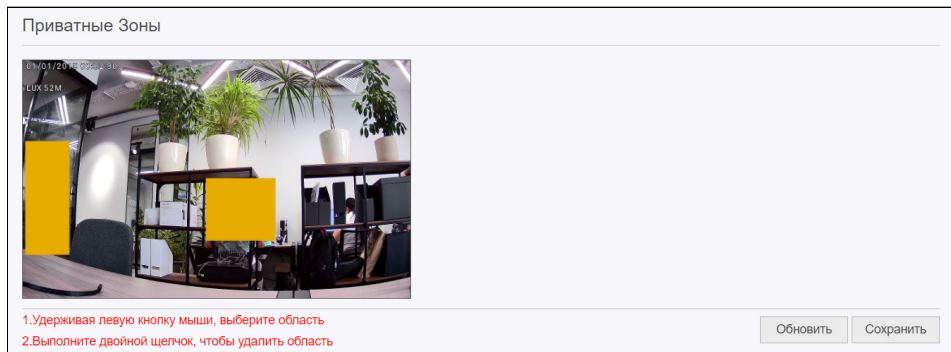 Приватные Зоны
LUX 52M
1.Удерживая левую кнопку мыши, выберите область
2.Выполните двойной щелчок, чтобы удалить область
Обновить Сохранить